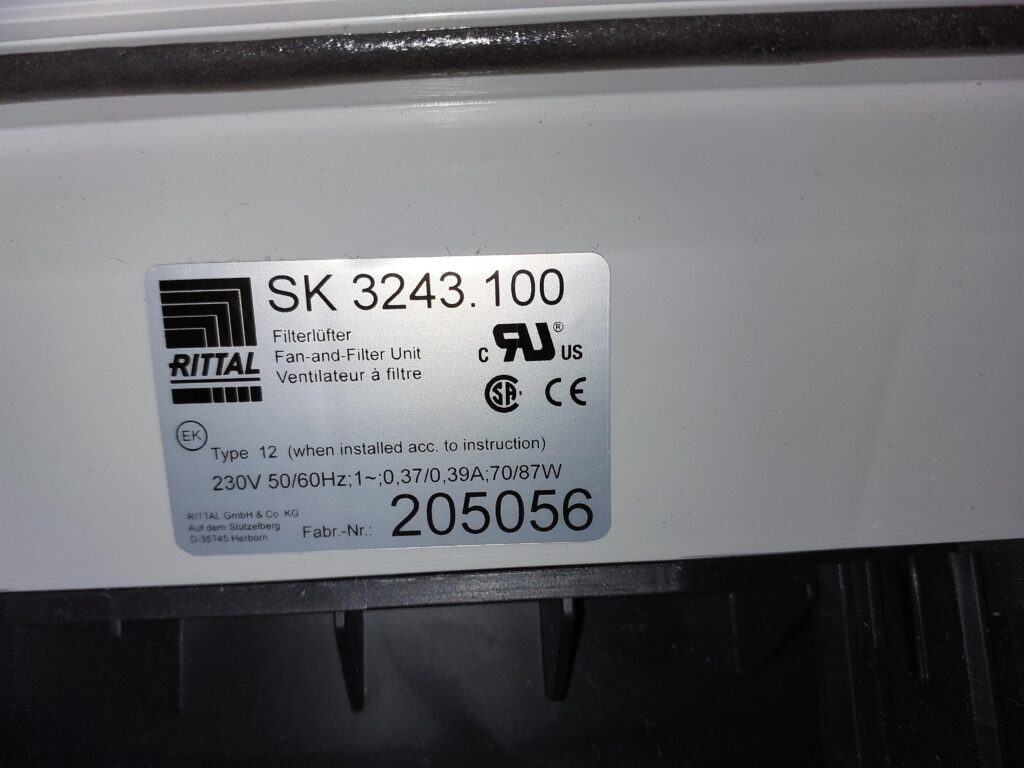 SK 3243.100
RITTAL
Filterlüfter
Fan-and-Filter Unit
Ventilateur à filtre
c RU ® US
SA CE
EK
Type 12 (when installed acc. to instruction)
230V 50/60Hz;1~;0,37/0,39A;70/87W
RITTAL GmbH & Co KG
Auf dem Stützelberg
D-35745 Herborn
Fabr.-Nr.: 205056